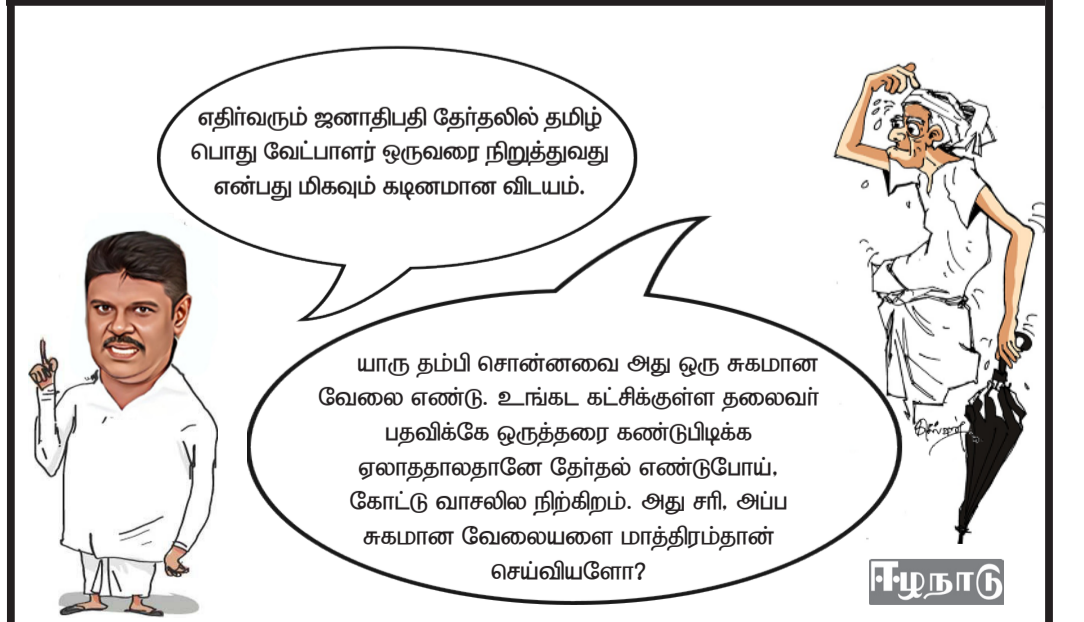 எதிர்வரும் ஜனாதிபதி தேர்தலில் தமிழ்
பொது வேட்பாளர் ஒருவரை நிறுத்துவது
என்பது மிகவும் கடினமான விடயம்.
யாரு தம்பி சொன்னவை அது ஒரு சுகமான
வேலை எண்டு. உங்கட கட்சிக்குள்ள தலைவர்
பதவிக்கே ஒருத்தரை கண்டுபிடிக்க
ஏலாததாலதானே தேர்தல் எண்டுபோய்,
கோட்டு வாசலில நிற்கிறம். அது சரி, அப்ப
சுகமான வேலையளை மாத்திரம்தான்
செய்வியளோ?
ஈழநாடு